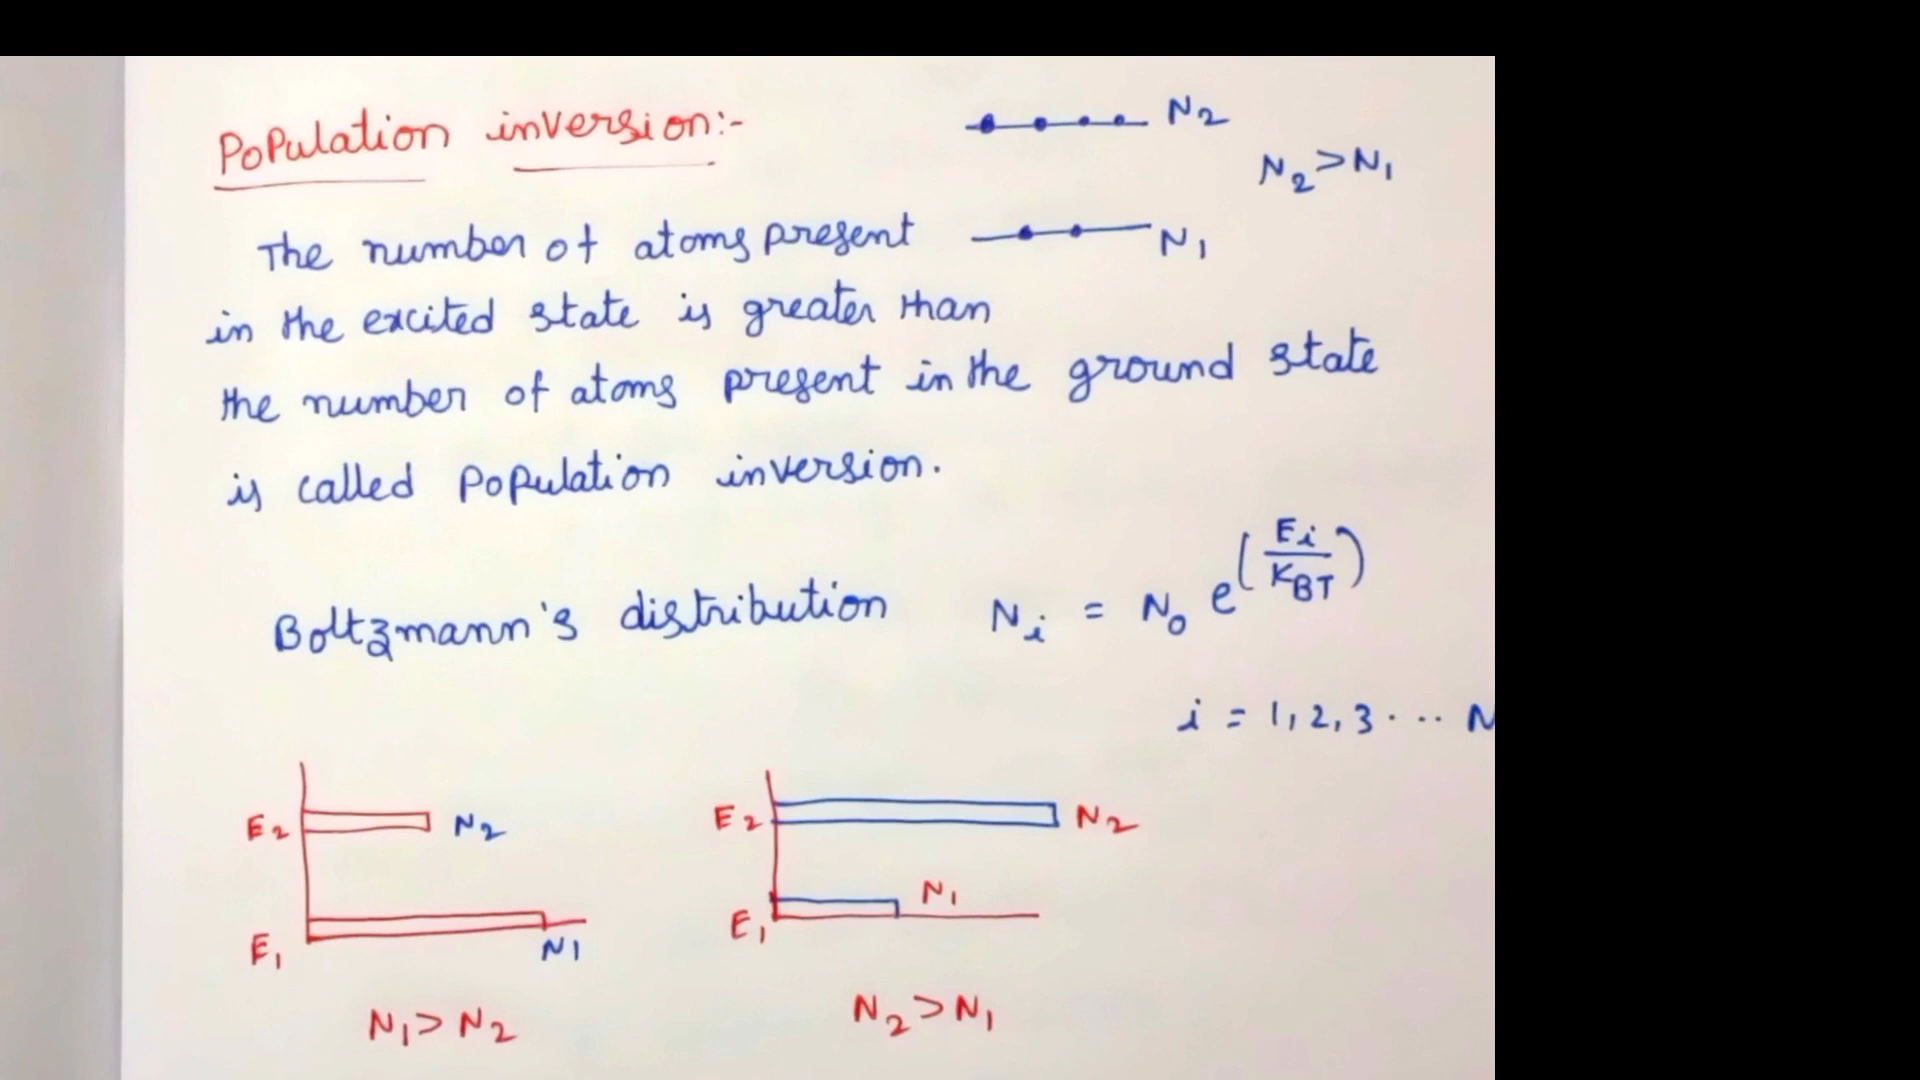 Population inversion:-
N2
N2 > N1
The number of atoms present
N1
in the excited state is greater than
the number of atoms present in the ground state
is called population inversion.
Boltzmann's distribution Ni = N0 e^(Ei/KBT)
i = 1, 2, 3 . ... N
E2 N2
E1 N1
N1 > N2
E2 N2
E1 N1
N2 > N1